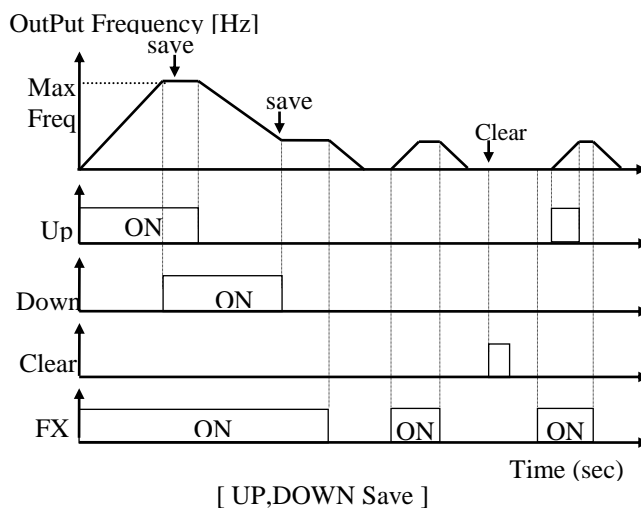 OutPut Frequency [Hz]
save
Max
Freq
save
Clear
Up
ON
Down
ON
Clear
FX
ON
ON
ON
Time (sec)
[ UP,DOWN Save ]